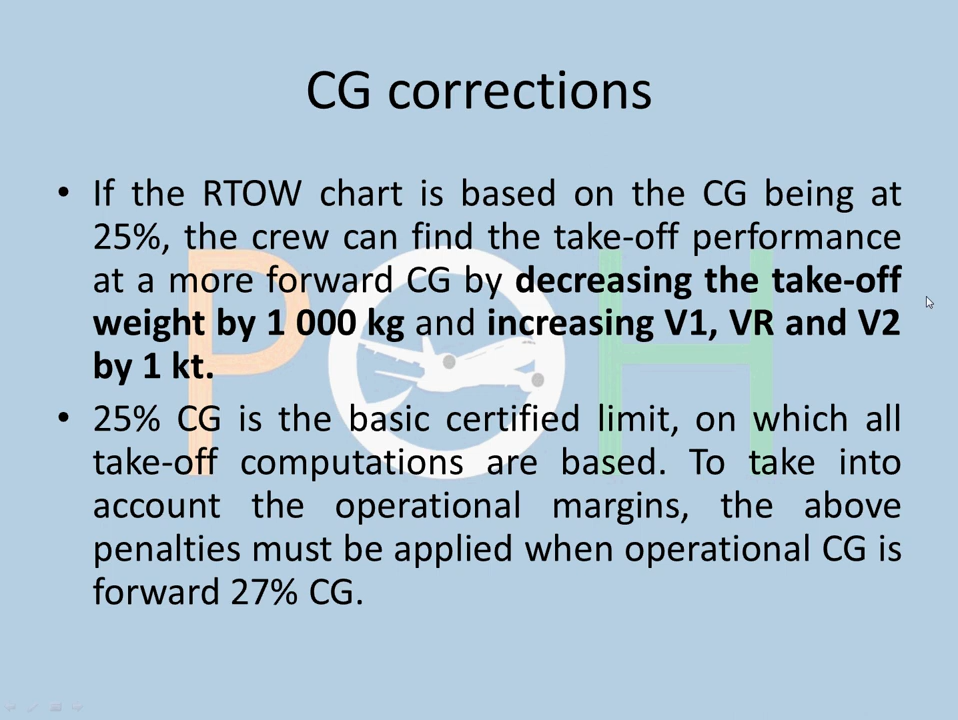 CG corrections
• If the RTOW chart is based on the CG being at
25%, the crew can find the take-off performance
at a more forward CG by decreasing the take-off
weight by 1 000 kg and increasing V1, VR and V2
by 1 kt.
• 25% CG is the basic certified limit, on which all
take-off computations are based. To take into
account the operational margins, the above
penalties must be applied when operational CG is
forward 27% CG.
POH